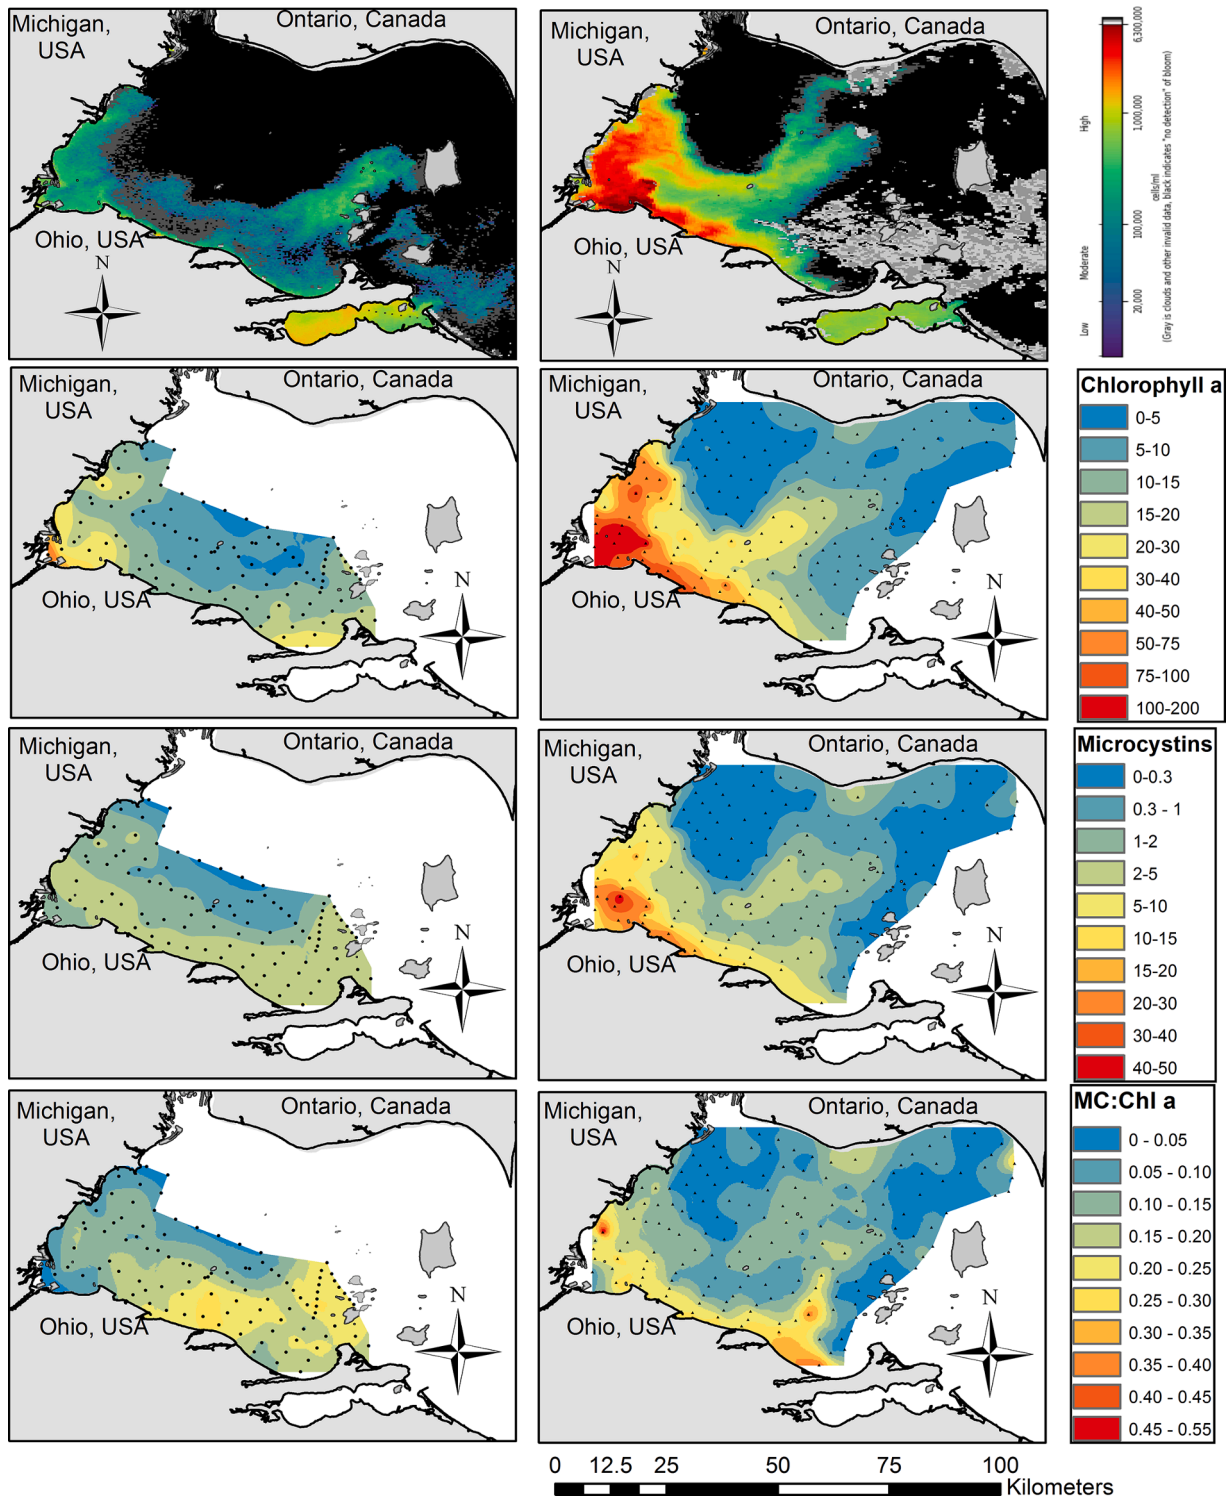 Michigan,
USA
Ontario, Canada
Ohio, USA
N
Michigan,
USA
Ontario, Canada
Ohio, USA
N
6,300,000
1,000,000
100,000
20,000
High
Moderate
Low
cells/ml
(Gray is clouds and other invalid data, black indicates "no detection" of bloom)
Michigan,
USA
Ontario, Canada
Ohio, USA
N
Michigan,
USA
Ontario, Canada
Ohio, USA
N
Chlorophyll a
0-5
5-10
10-15
15-20
20-30
30-40
40-50
50-75
75-100
100-200
Michigan,
USA
Ontario, Canada
Ohio, USA
N
Michigan,
USA
Ontario, Canada
Ohio, USA
N
Microcystins
0-0.3
0.3 - 1
1-2
2-5
5-10
10-15
15-20
20-30
30-40
40-50
Michigan,
USA
Ontario, Canada
Ohio, USA
N
Michigan,
USA
Ontario, Canada
Ohio, USA
N
MC:Chl a
0 - 0.05
0.05 - 0.10
0.10 - 0.15
0.15 - 0.20
0.20 - 0.25
0.25 - 0.30
0.30 - 0.35
0.35 - 0.40
0.40 - 0.45
0.45 - 0.55
0 12.5 25 50 75 100
Kilometers